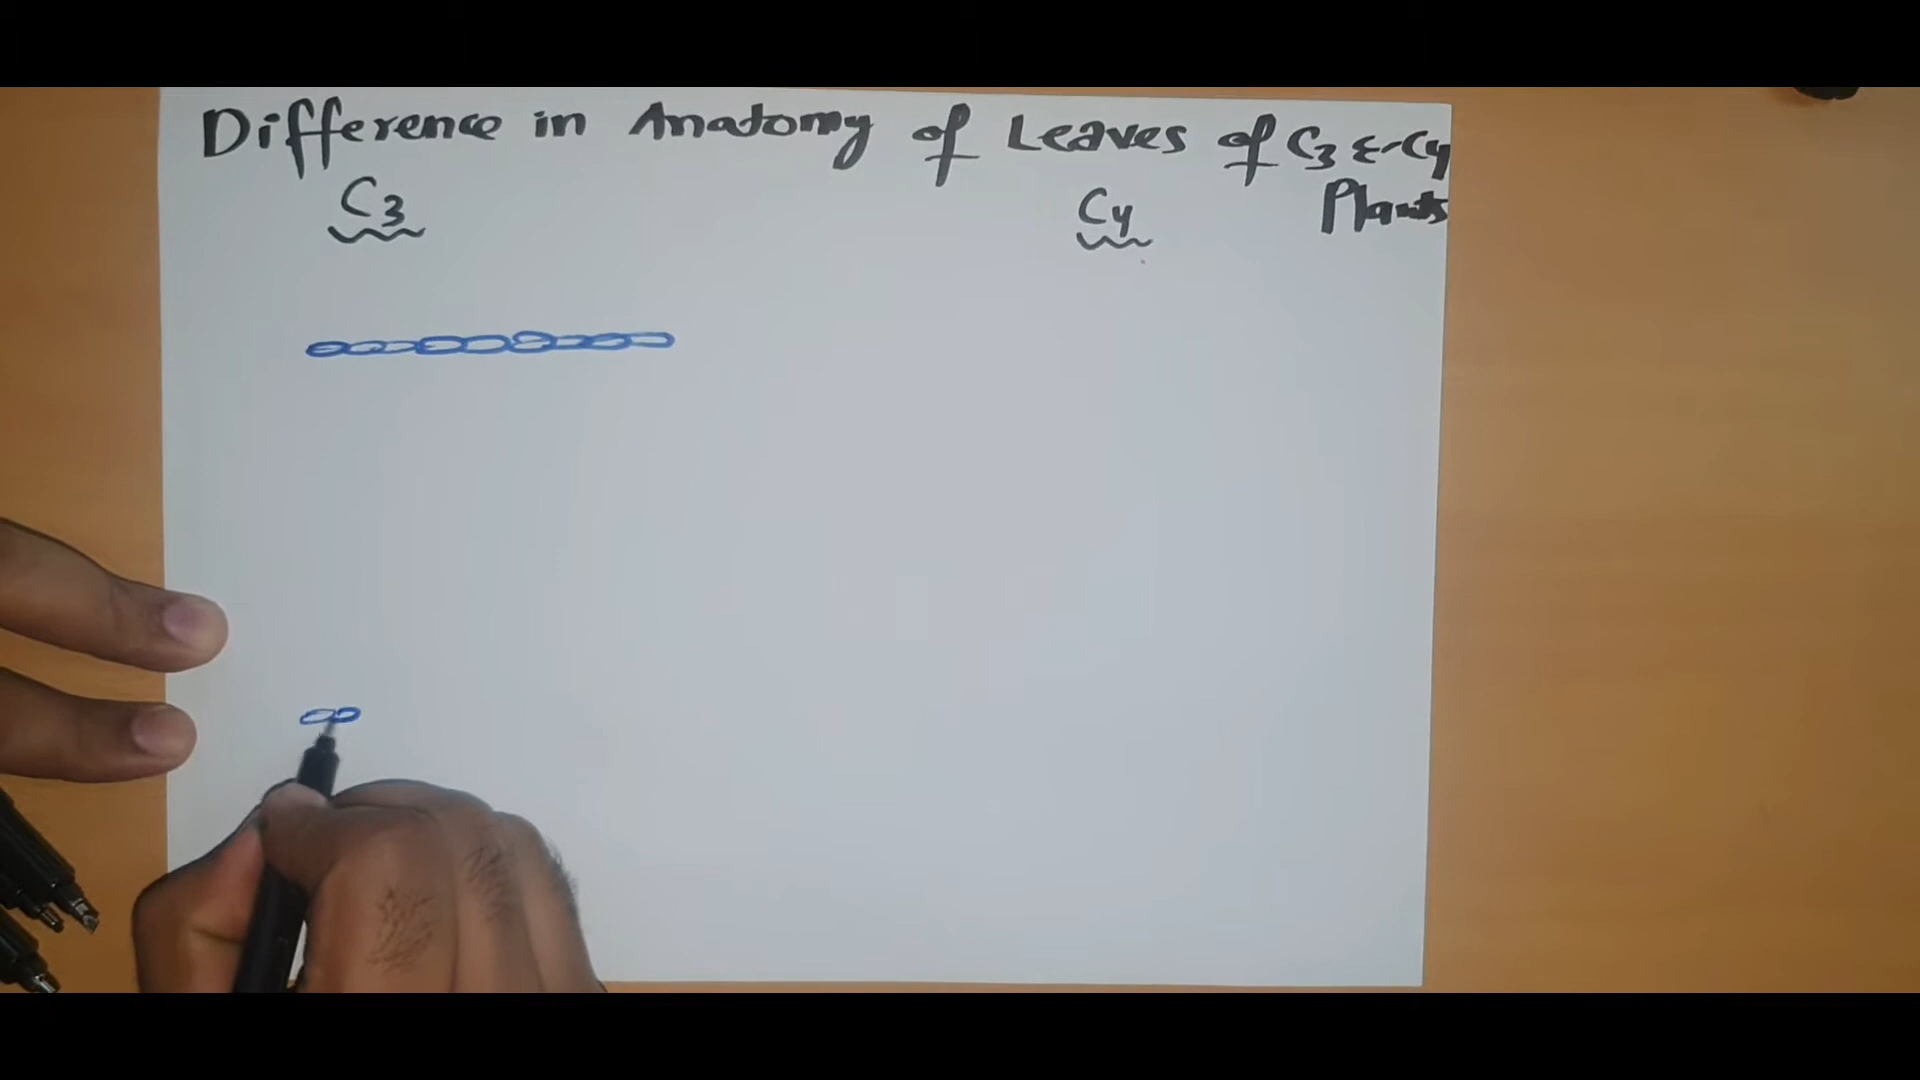 Difference in Anatomy of Leaves of C3 & C4
Plants
C3 C4